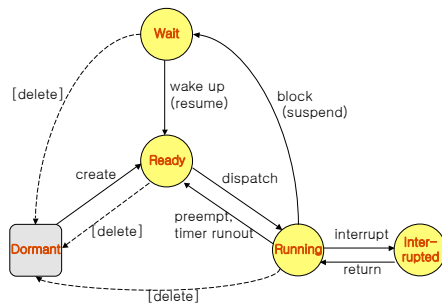 Wait
[delete]
wake up
(resume)
block
(suspend)
Ready
create
dispatch
[delete]
preempt,
timer runout
Dormant
Running
interrupt
Inter-
rupted
return
[delete]